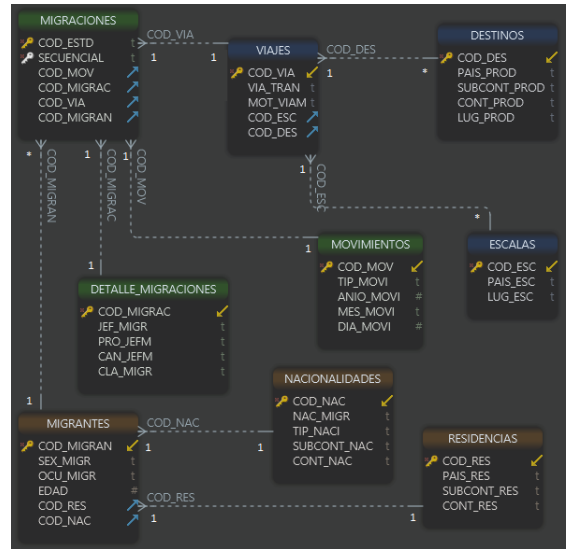 MIGRACIONES
COD_ESTD t
SECUENCIAL t
COD_MOV
COD_MIGRAC
COD_VIA
COD_MIGRAN
COD_VIA
1 1
VIAJES
COD_VIA
VIA_TRAN t
MOT_VIAM t
COD_ESC
COD_DES
COD_DES
1 *
DESTINOS
COD_DES
PAIS_PROD t
SUBCONT_PROD t
CONT_PROD t
LUG_PROD t
* 1 1
COD_MIGRAN
COD_MIGRAC
COD_MOV
1
COD_ESC
*
1
MOVIMIENTOS
COD_MOV
TIP_MOVI t
ANIO_MOVI #
MES_MOVI t
DIA_MOVI #
ESCALAS
COD_ESC
PAIS_ESC t
LUG_ESC t
1
DETALLE_MIGRACIONES
COD_MIGRAC
JEF_MIGR t
PRO_JEFM t
CAN_JEFM t
CLA_MIGR t
1
MIGRANTES
COD_MIGRAN
SEX_MIGR t
OCU_MIGR t
EDAD #
COD_RES
COD_NAC
COD_NAC
1 1
NACIONALIDADES
COD_NAC
NAC_MIGR t
TIP_NACI t
SUBCONT_NAC t
CONT_NAC t
COD_RES
1 1
RESIDENCIAS
COD_RES
PAIS_RES t
SUBCONT_RES t
CONT_RES t